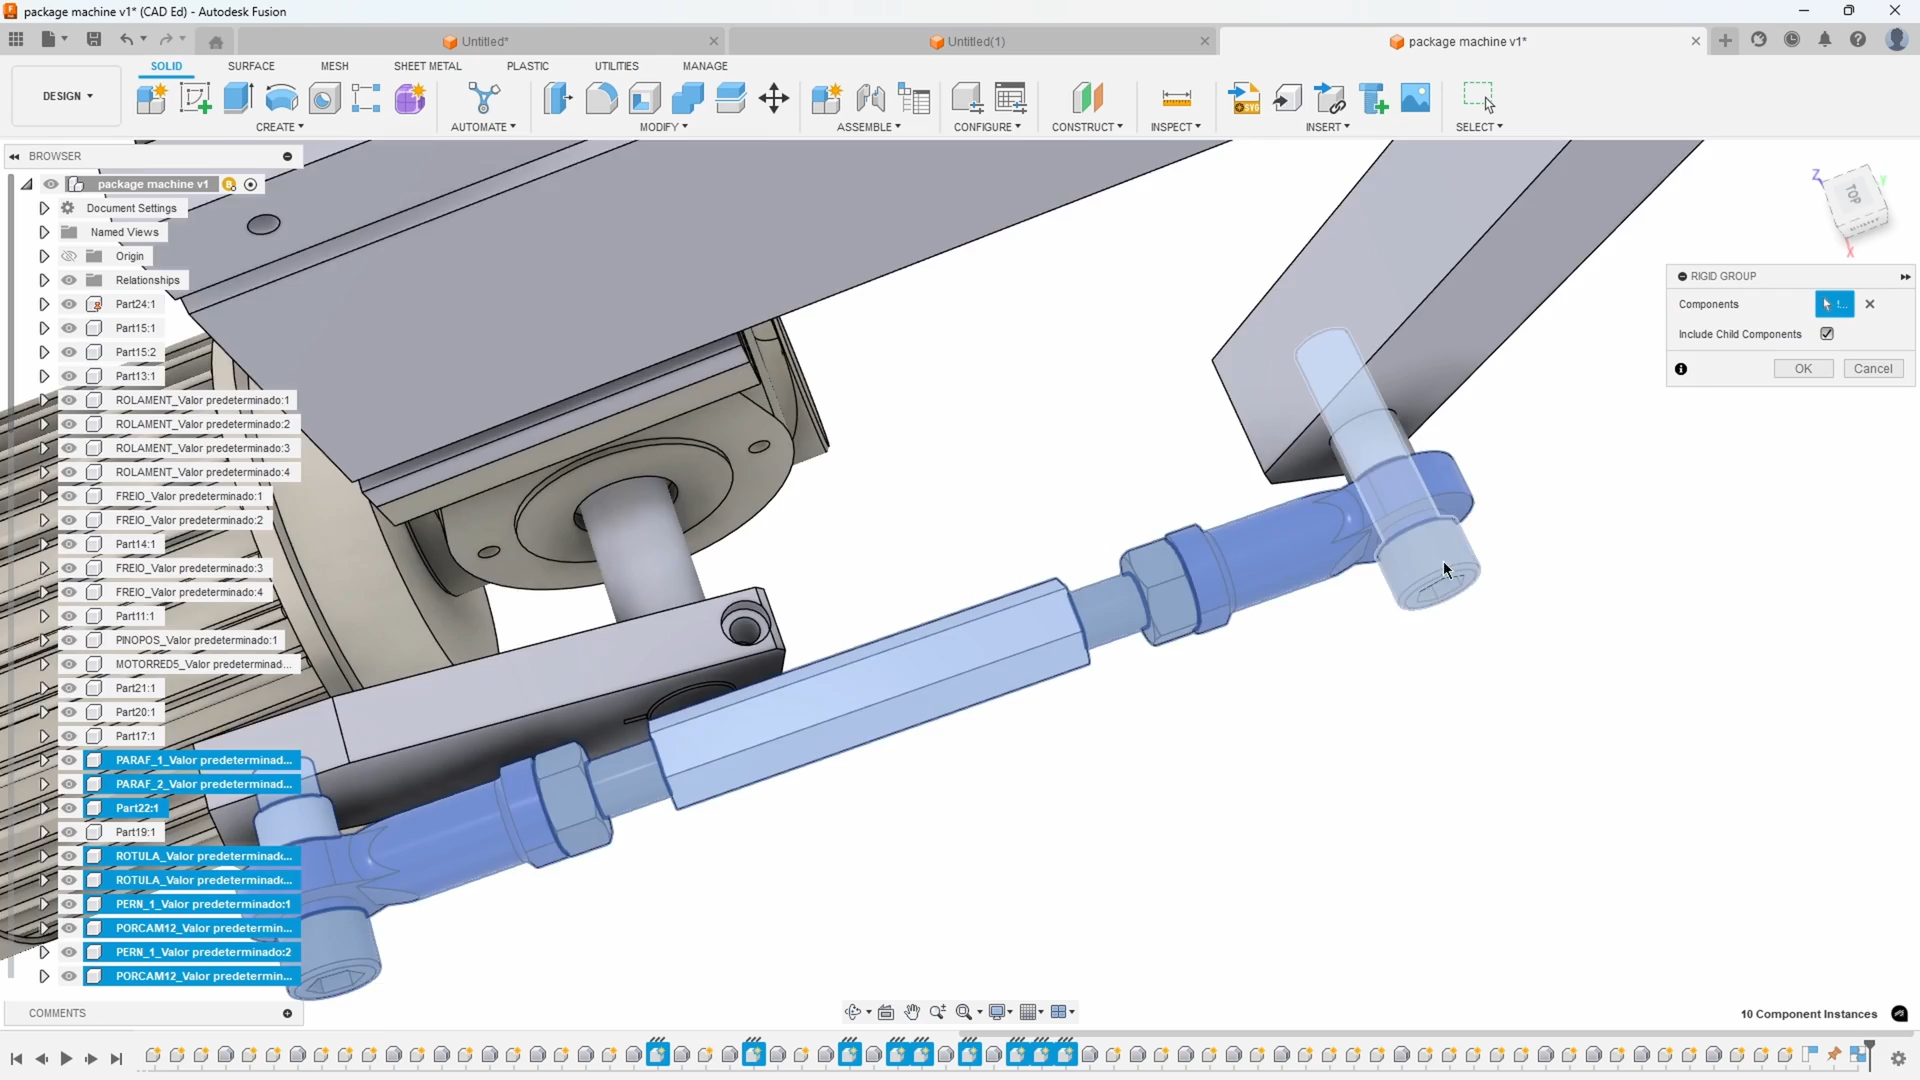 package machine v1* (CAD Ed) - Autodesk Fusion
Untitled*
Untitled(1)
package machine v1*
DESIGN
SOLID
SURFACE
MESH
SHEET METAL
PLASTIC
UTILITIES
MANAGE
CREATE
AUTOMATE
MODIFY
ASSEMBLE
CONFIGURE
CONSTRUCT
INSPECT
INSERT
SELECT
SVG
BROWSER
package machine v1
Document Settings
Named Views
Origin
Relationships
Part24:1
Part15:1
Part15:2
Part13:1
ROLAMENT_Valor predeterminado:1
ROLAMENT_Valor predeterminado:2
ROLAMENT_Valor predeterminado:3
ROLAMENT_Valor predeterminado:4
FREIO_Valor predeterminado:1
FREIO_Valor predeterminado:2
Part14:1
FREIO_Valor predeterminado:3
FREIO_Valor predeterminado:4
Part11:1
PINOPOS_Valor predeterminado:1
MOTORRED5_Valor predeterminad...
Part21:1
Part20:1
Part17:1
PARAF_1_Valor predeterminad...
PARAF_2_Valor predeterminad...
Part22:1
Part19:1
ROTULA_Valor predeterminadc...
ROTULA_Valor predeterminadc...
PERN_1_Valor predeterminado:1
PORCAM12_Valor predetermin...
PERN_1_Valor predeterminado:2
PORCAM12_Valor predetermin...
COMMENTS
Z
Y
TOP
X
RIGID GROUP
Components
Include Child Components
OK
Cancel
10 Component Instances